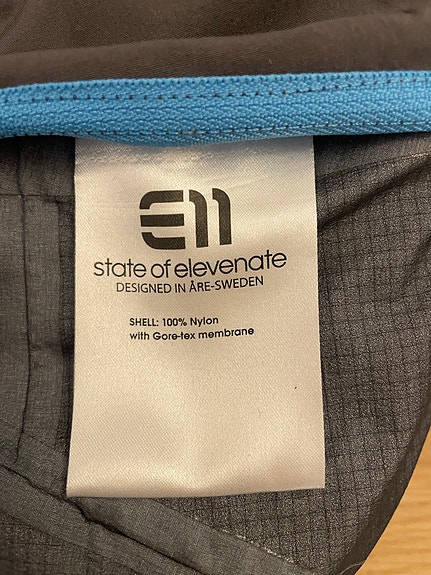 E11
state of elevenate
DESIGNED IN ÅRE-SWEDEN
SHELL: 100% Nylon
with Gore-tex membrane